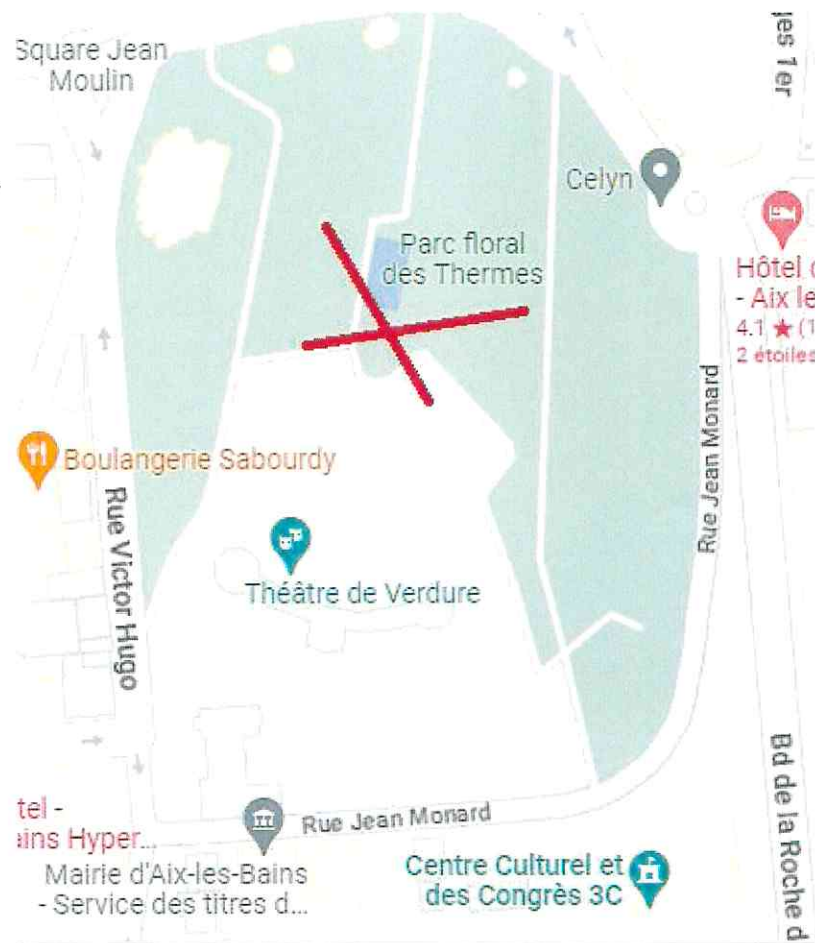 Square Jean
Moulin
ges 1er
Celyn
Parc floral
des Thermes
Hôtel
- Aix le
4.1 ★ (1
2 étoiles
Rue Jean Monard
Boulangerie Sabourdy
Rue Victor Hugo
Théâtre de Verdure
Bd de la Roche d
tel -
ains Hyper...
Rue Jean Monard
Mairie d'Aix-les-Bains
- Service des titres d...
Centre Culturel et
des Congrès 3C